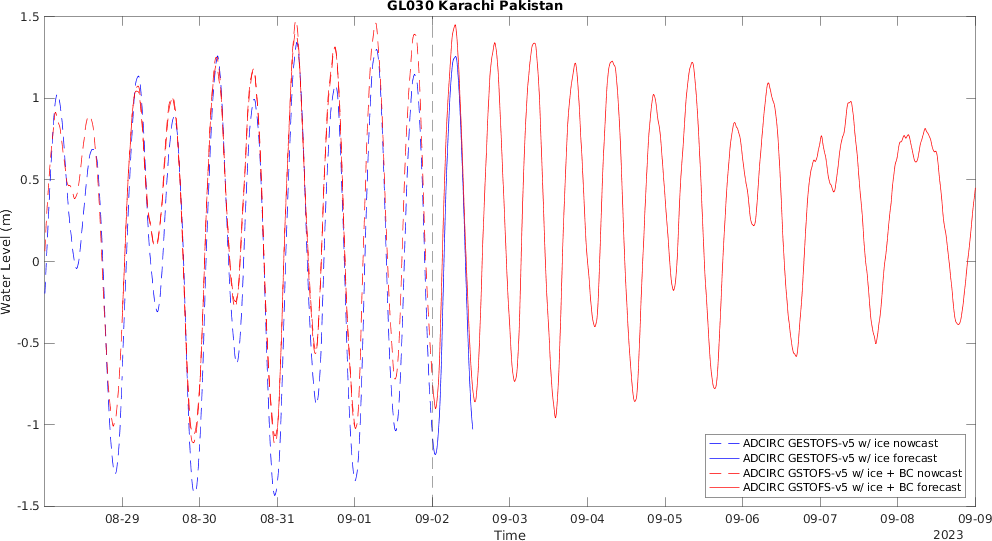 GL030 Karachi Pakistan
1.5
1
0.5
0
-0.5
-1
-1.5
Water Level (m)
08-29 08-30 08-31 09-01 09-02 09-03 09-04 09-05 09-06 09-07 09-08 09-09
2023
Time
ADCIRC GESTOFS-v5 w/ ice nowcast
ADCIRC GESTOFS-v5 w/ ice forecast
ADCIRC GSTOFS-v5 w/ ice + BC nowcast
ADCIRC GSTOFS-v5 w/ ice + BC forecast